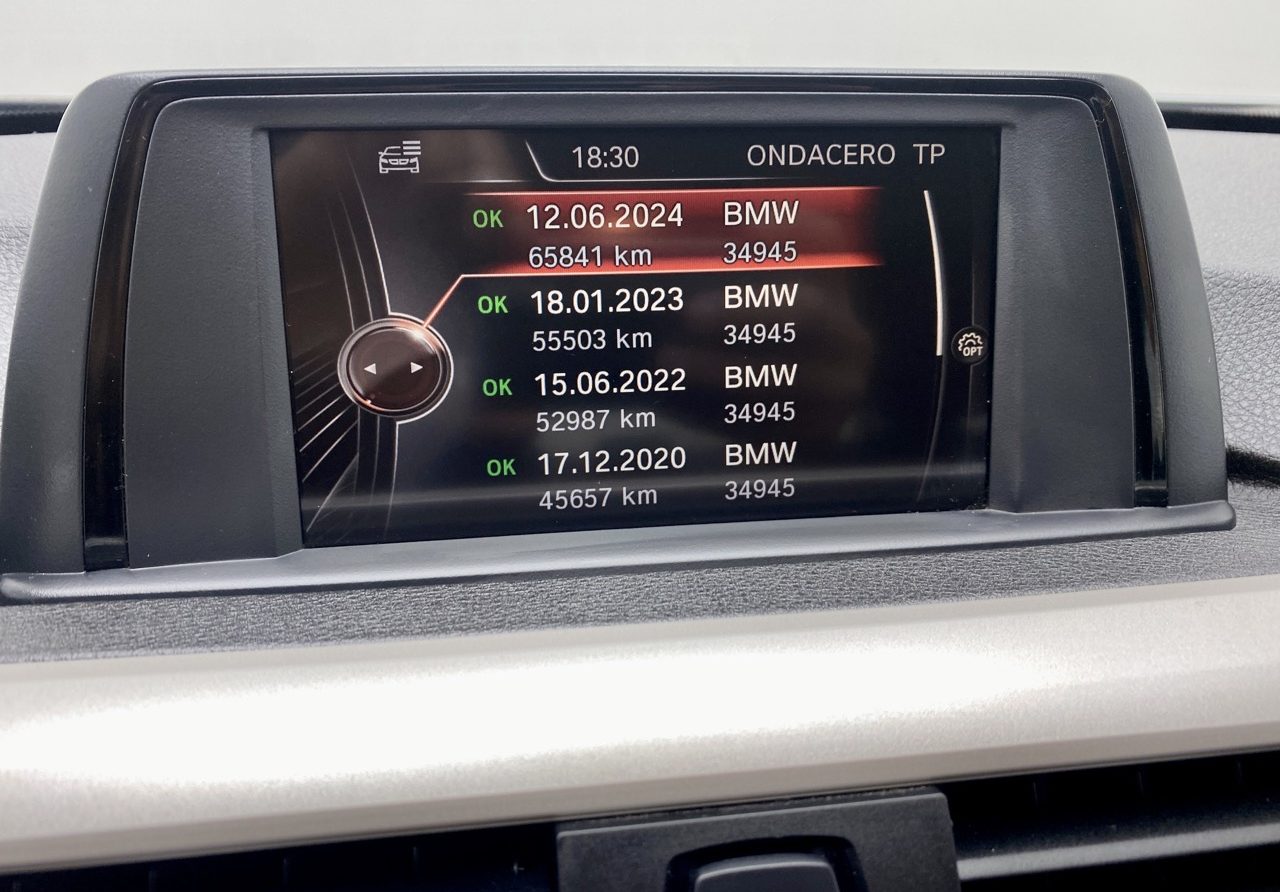 18:30 ONDACERO TP
OK 12.06.2024 BMW
65841 km 34945
OK 18.01.2023 BMW
55503 km 34945
OPT
OK 15.06.2022 BMW
52987 km 34945
OK 17.12.2020 BMW
45657 km 34945